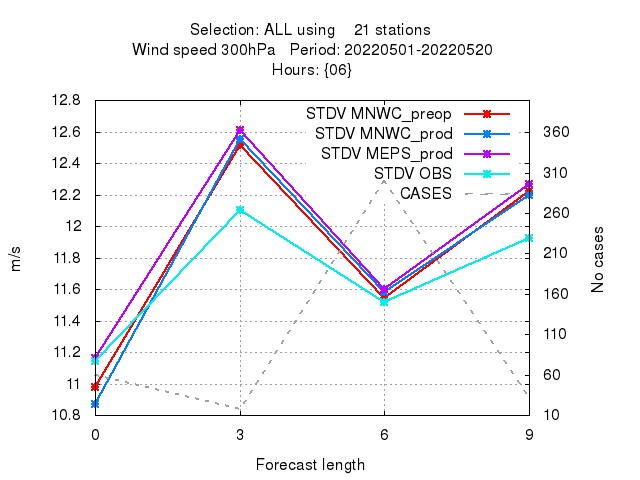 Selection: ALL using    21 stations
Wind speed 300hPa   Period: 20220501-20220520
Hours: {06}
STDV MNWC_preop
STDV MNWC_prod
STDV MEPS_prod
STDV OBS
CASES
12.8
12.6
12.4
12.2
12
11.8
11.6
11.4
11.2
11
10.8
360
310
260
210
160
110
60
10
m/s
No cases
0 3 6 9
Forecast length